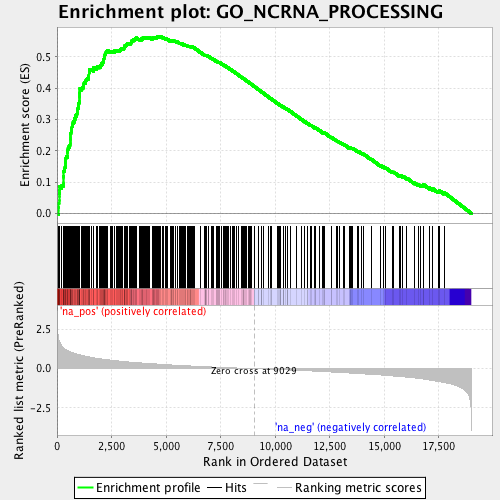 Enrichment plot: GO_NCRNA_PROCESSING
Enrichment score (ES)
0.5
0.4
0.3
0.2
0.1
0.0
'na_pos' (positively correlated)
Ranked list metric (PreRanked)
2.5
0.0
-2.5
Zero cross at 9029
'na_neg' (negatively correlated)
0
2,500
5,000
7,500
10,000
12,500
15,000
17,500
Rank in Ordered Dataset
Enrichment profile
Hits
Ranking metric scores